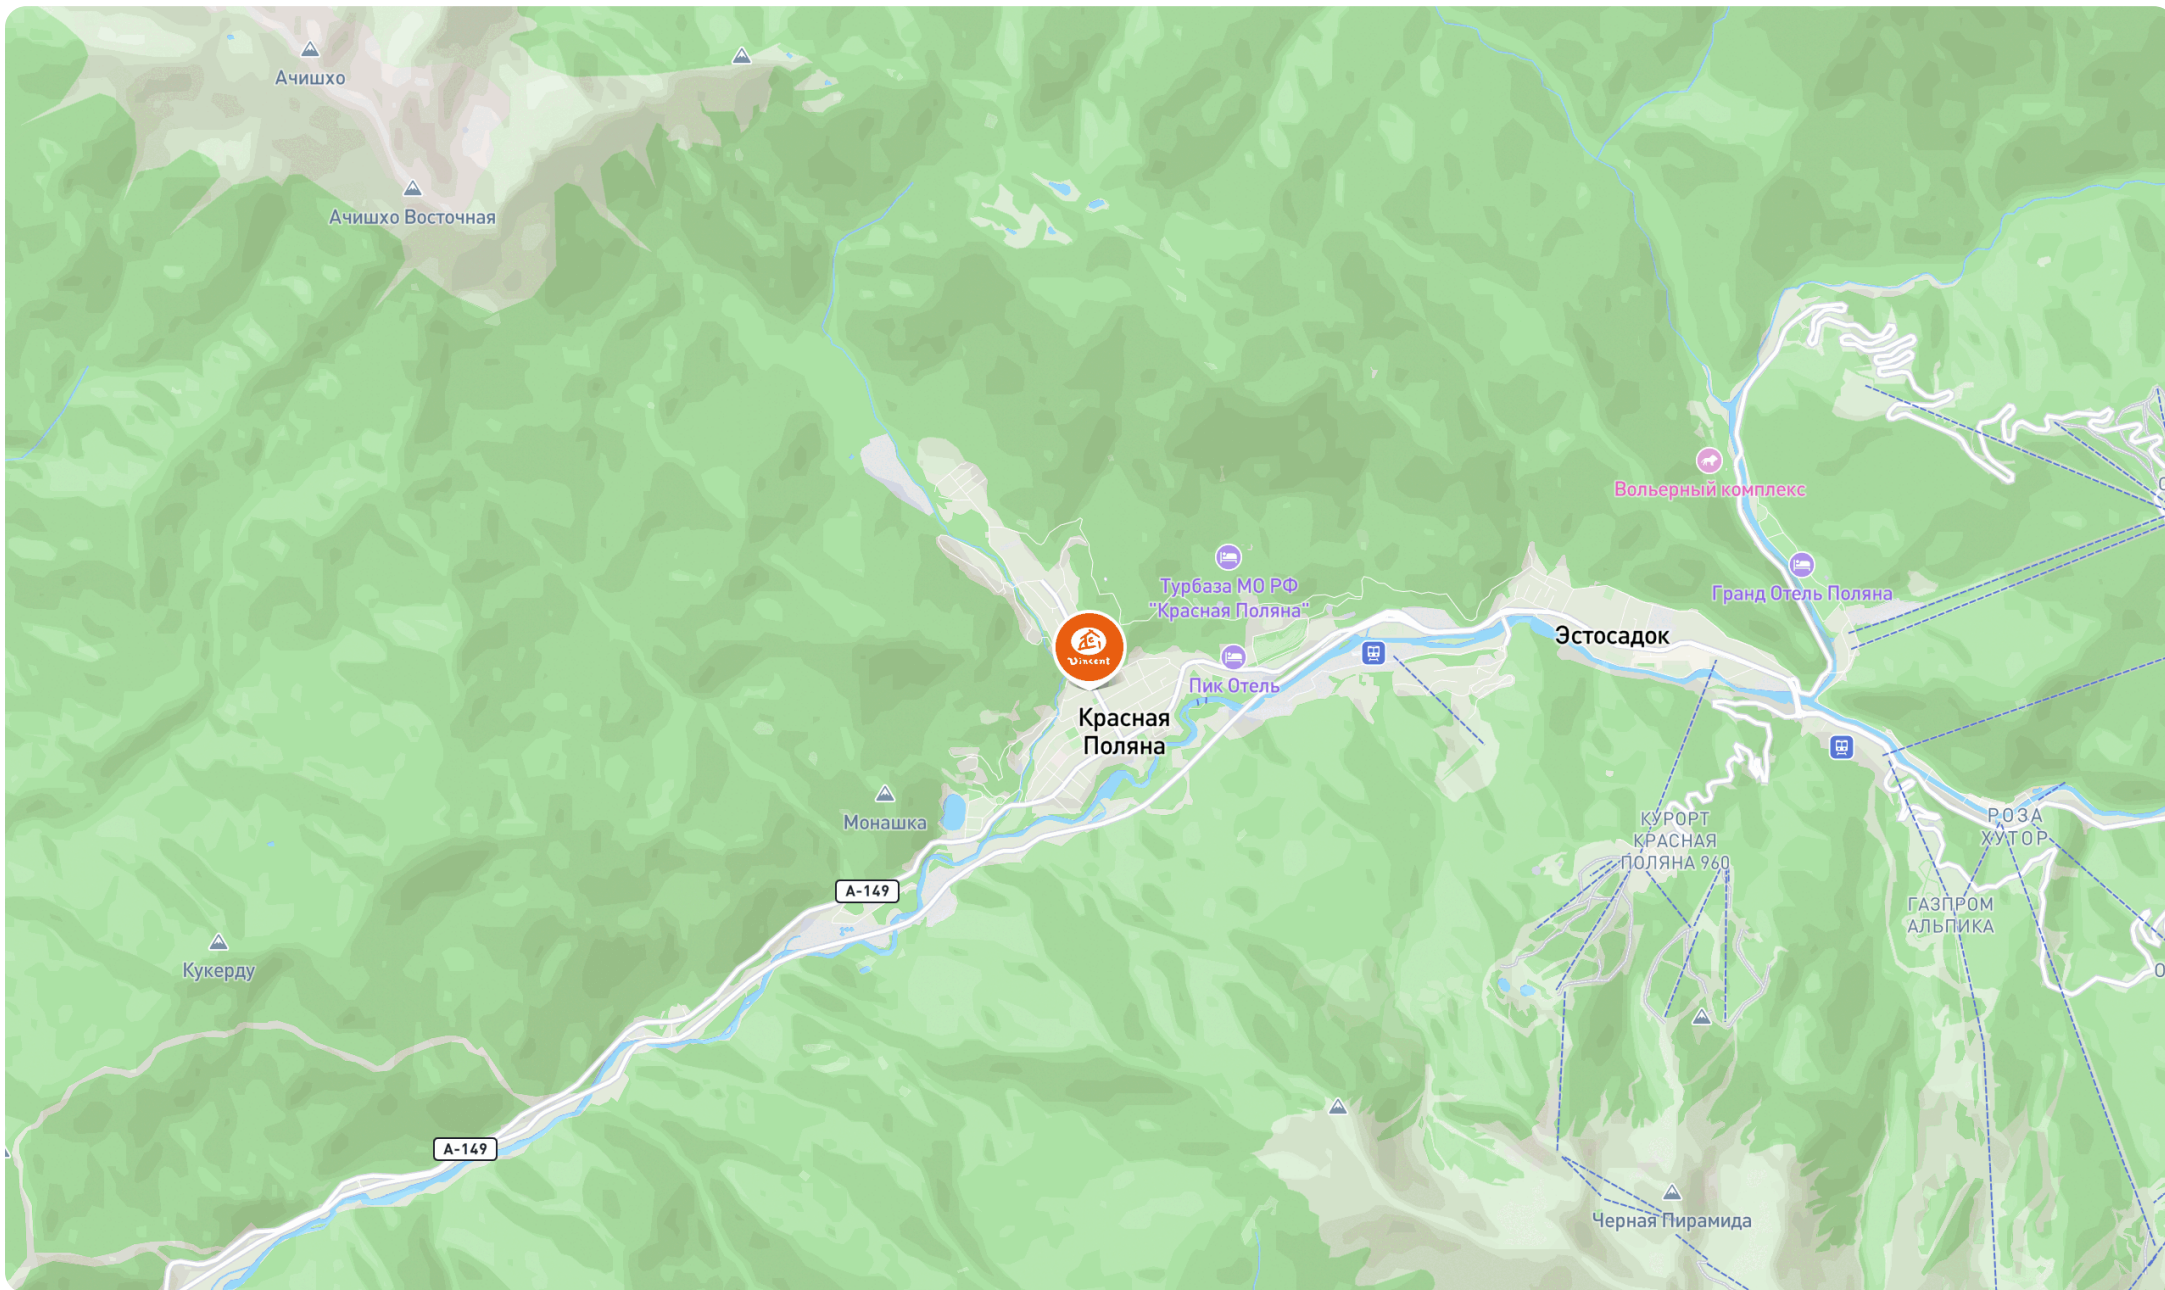 Ачишхо
Ачишхо Восточная
Вольерный комплекс
Турбаза МО РФ
"Красная Поляна"
Гранд Отель Поляна
Эстосадок
Vincent
Пик Отель
Красная
Поляна
Монашка
КУРОРТ
КРАСНАЯ
ПОЛЯНА 960
РОЗА
ХУТОР
А-149
ГАЗПРОМ
АЛЬПИКА
Кукерду
А-149
Черная Пирамида